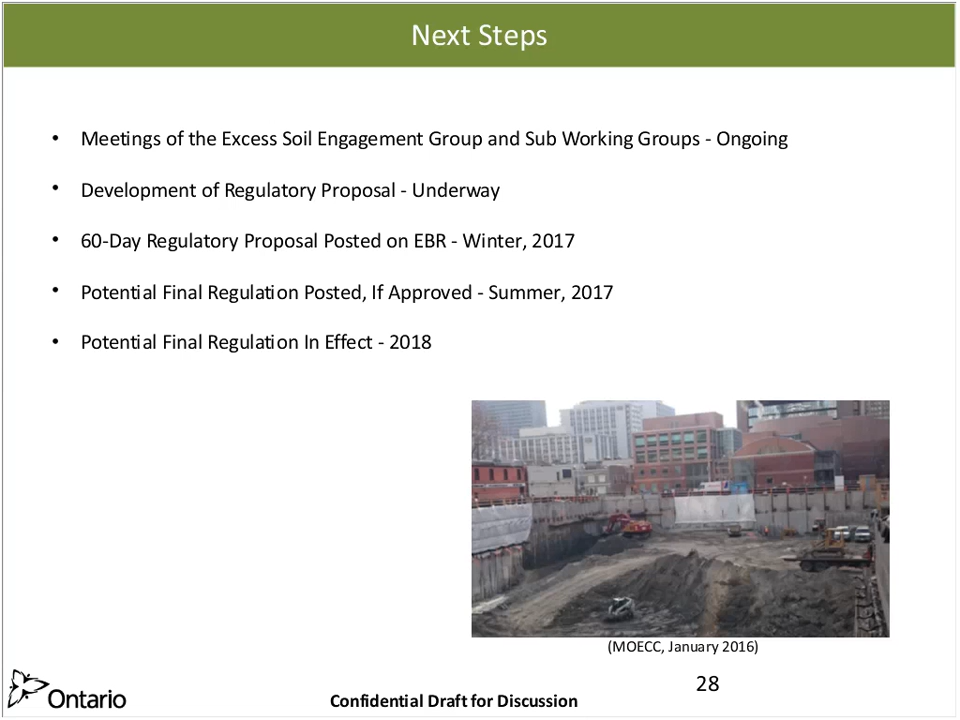 Next Steps
• Meetings of the Excess Soil Engagement Group and Sub Working Groups - Ongoing
• Development of Regulatory Proposal - Underway
• 60-Day Regulatory Proposal Posted on EBR - Winter, 2017
• Potential Final Regulation Posted, If Approved - Summer, 2017
• Potential Final Regulation In Effect - 2018
(MOECC, January 2016)
28
Ontario
Confidential Draft for Discussion